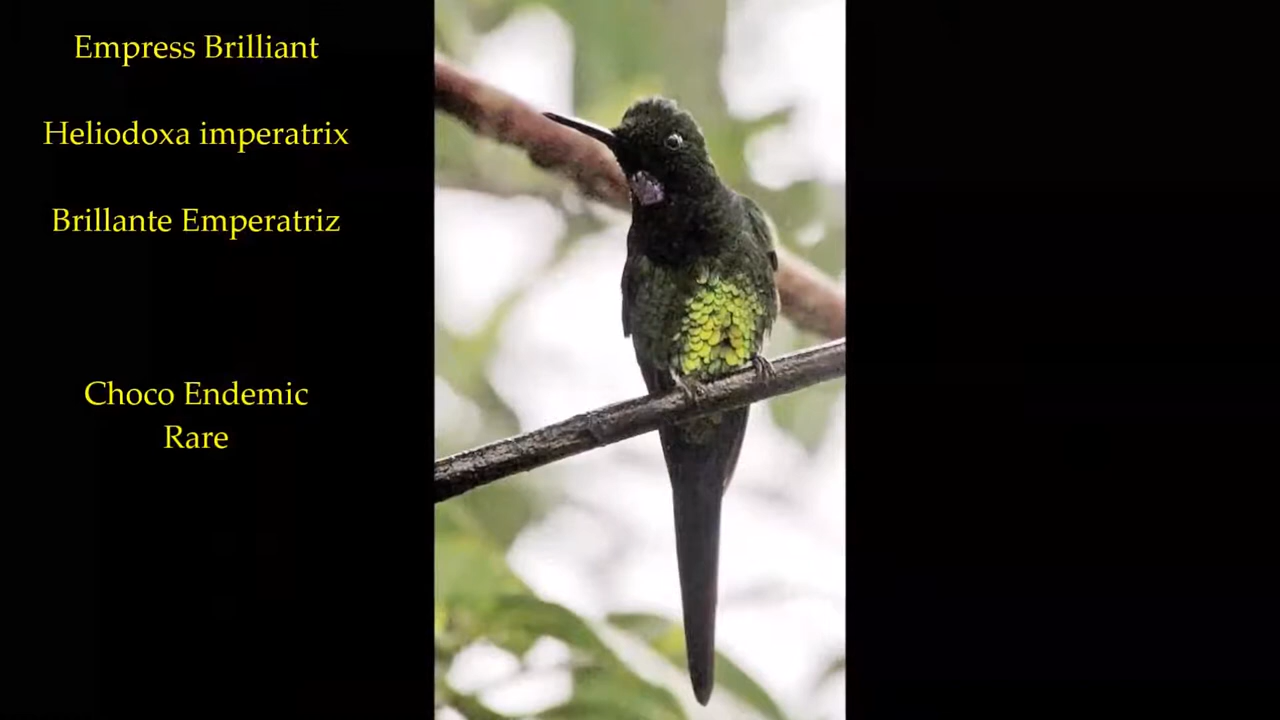 Empress Brilliant
Heliodoxa imperatrix
Brillante Emperatriz
Choco Endemic
Rare